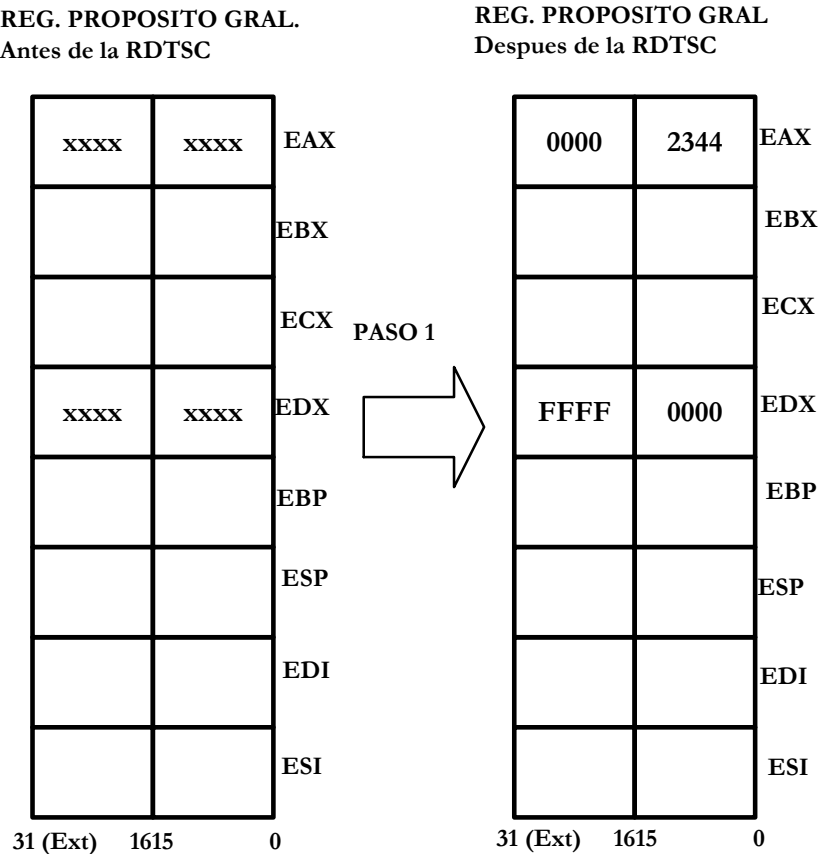 REG. PROPOSITO GRAL.
Antes de la RDTSC
xxxx xxxx EAX
EBX
ECX
xxxx xxxx EDX
EBP
ESP
EDI
ESI
31 (Ext) 1615 0
PASO 1
REG. PROPOSITO GRAL
Despues de la RDTSC
0000 2344 EAX
EBX
ECX
FFFF 0000 EDX
EBP
ESP
EDI
ESI
31 (Ext) 1615 0